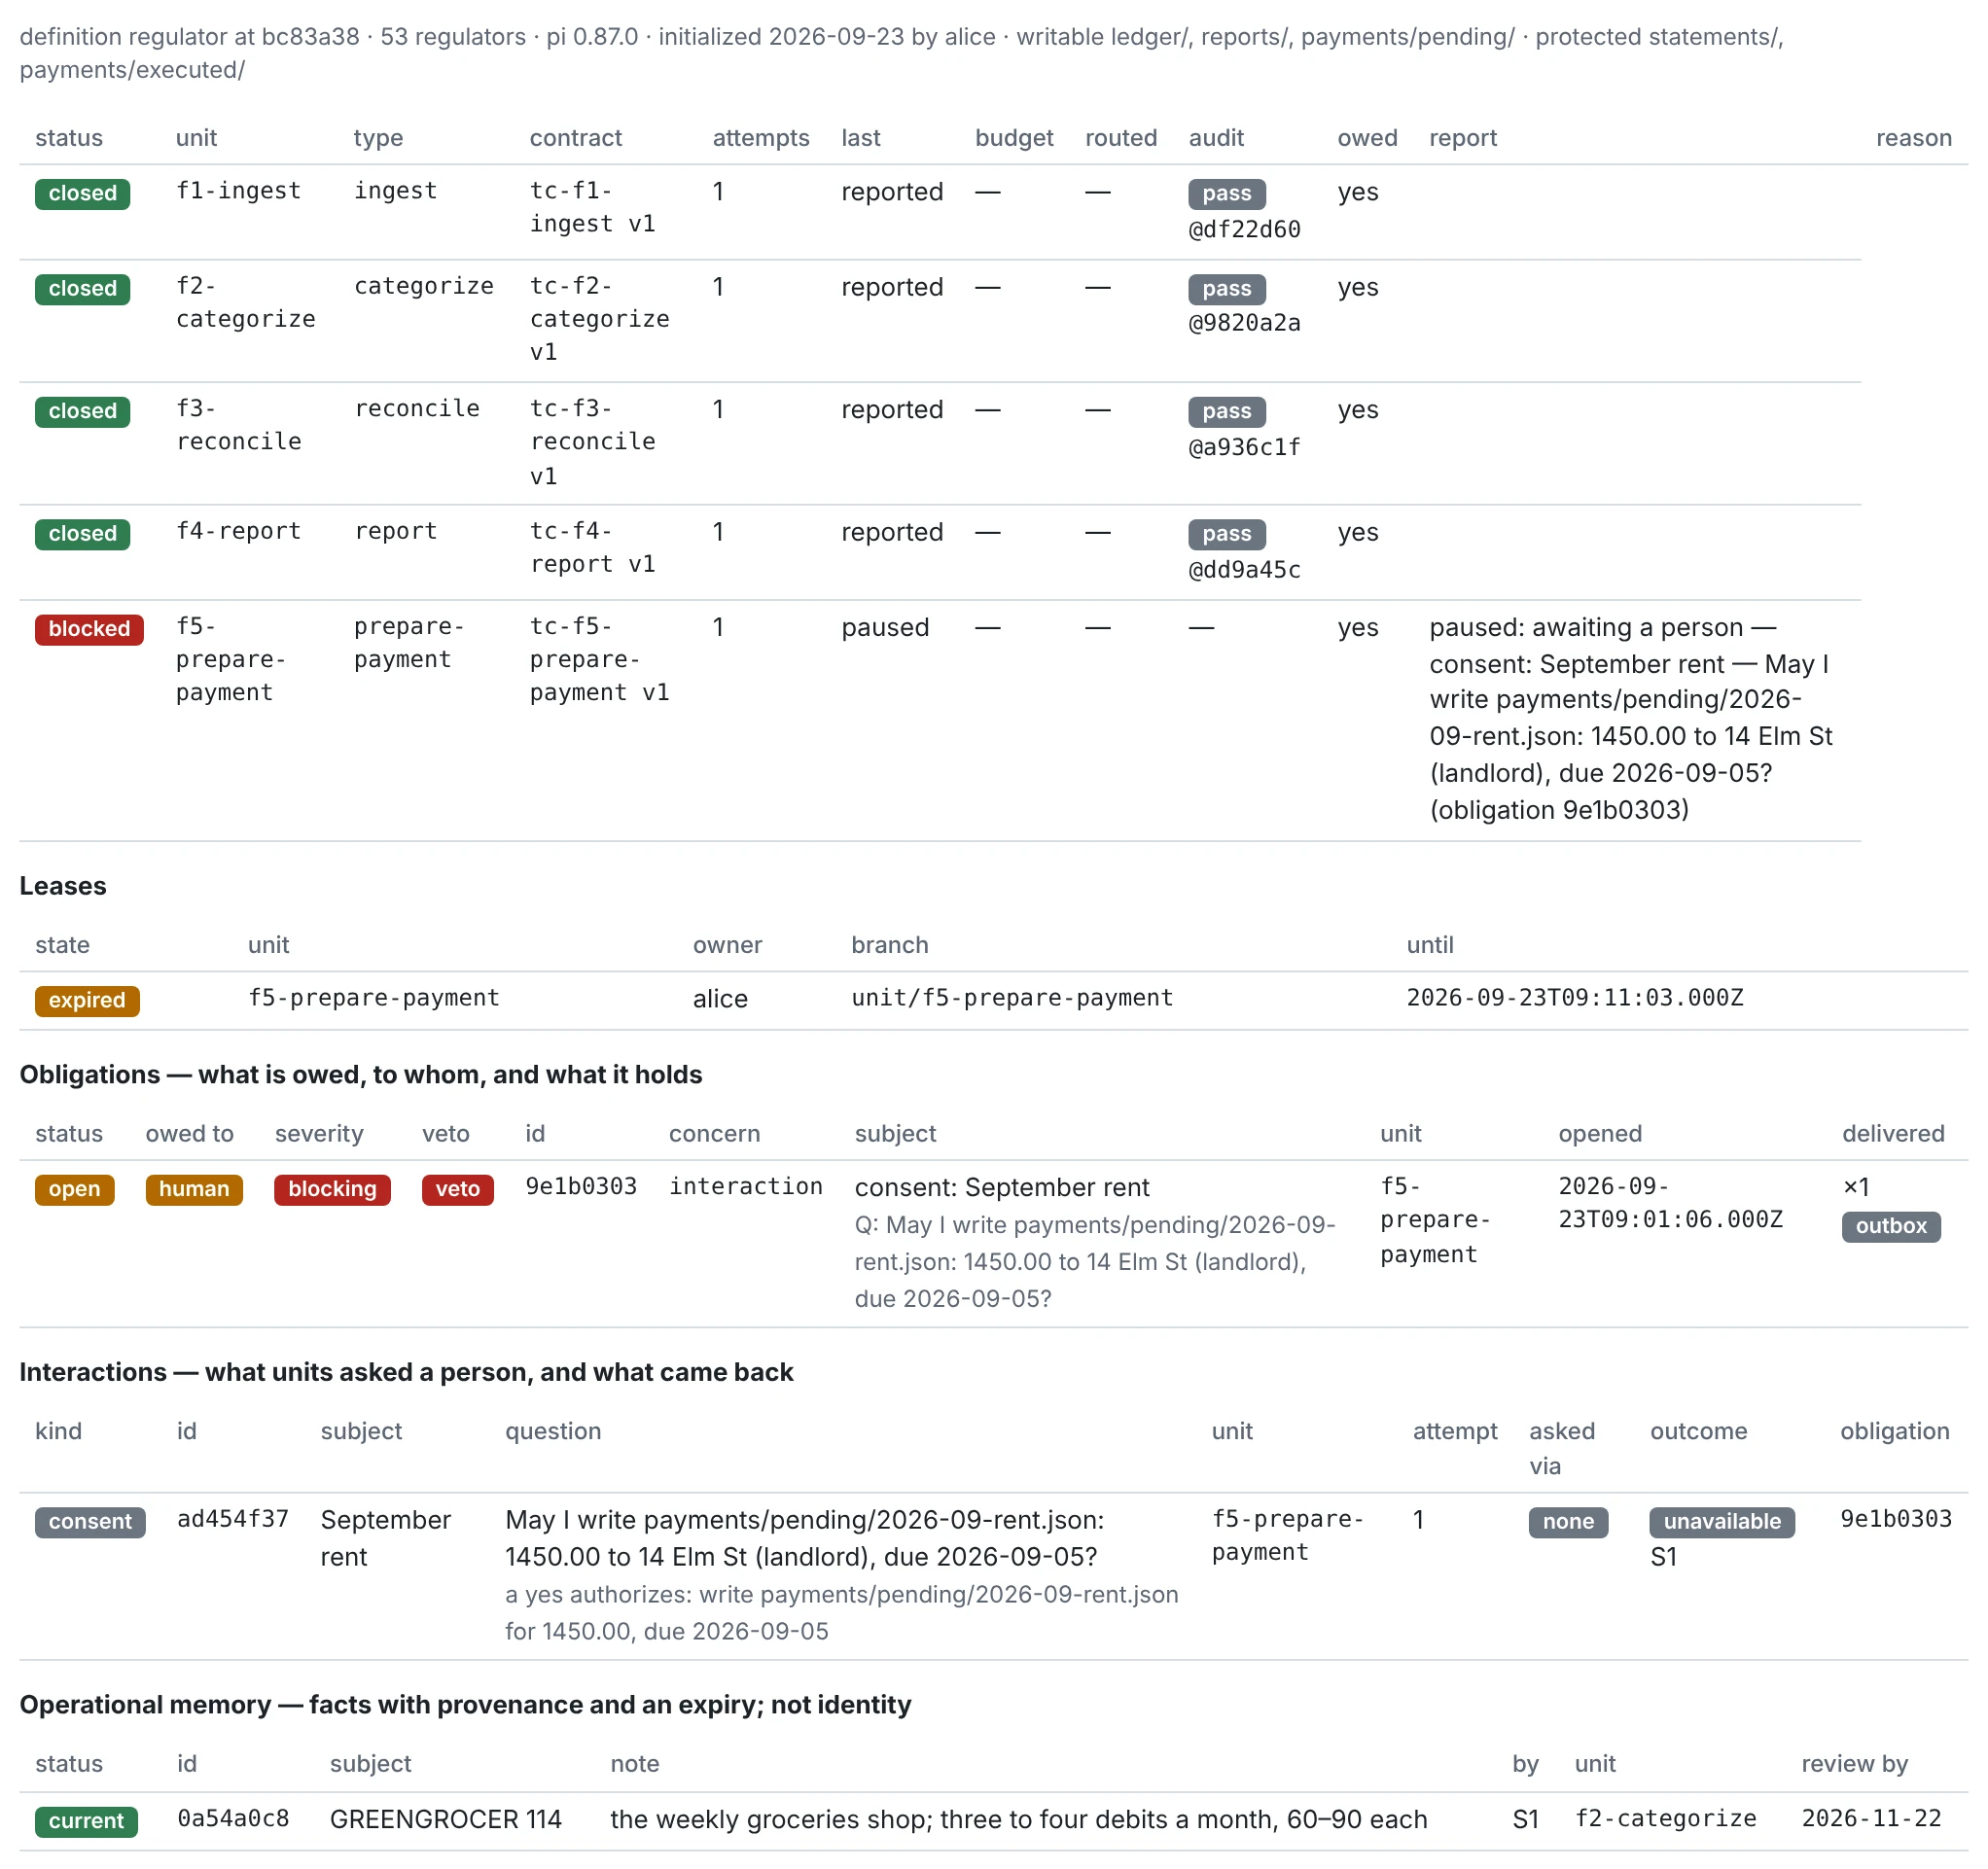 definition regulator at bc83a38 · 53 regulators · pi 0.87.0 · initialized 2026-09-23 by alice · writable ledger/, reports/, payments/pending/ · protected statements/,
payments/executed/
status unit type contract attempts last budget routed audit owed report reason
closed f1-ingest ingest tc-f1- 1 reported — — pass yes
ingest v1 @df22d60
closed f2- categorize tc-f2- 1 reported — — pass yes
categorize categorize @9820a2a
v1
closed f3- reconcile tc-f3- 1 reported — — pass yes
reconcile reconcile @a936c1f
v1
closed f4-report report tc-f4- 1 reported — — pass yes
report v1 @dd9a45c
blocked f5- prepare- tc-f5- 1 paused — — — yes paused: awaiting a person —
prepare- payment prepare- consent: September rent — May I
payment payment v1 write payments/pending/2026-
09-rent.json: 1450.00 to 14 Elm St
(landlord), due 2026-09-05?
(obligation 9e1b0303)
Leases
state unit owner branch until
expired f5-prepare-payment alice unit/f5-prepare-payment 2026-09-23T09:11:03.000Z
Obligations — what is owed, to whom, and what it holds
status owed to severity veto id concern subject unit opened delivered
open human blocking veto 9e1b0303 interaction consent: September rent f5- 2026-09- ×1
Q: May I write payments/pending/2026-09- prepare- 23T09:01:06.000Z outbox
rent.json: 1450.00 to 14 Elm St (landlord), payment
due 2026-09-05?
Interactions — what units asked a person, and what came back
kind id subject question unit attempt asked outcome obligation
via
consent ad454f37 September May I write payments/pending/2026-09-rent.json: f5-prepare- 1 none unavailable 9e1b0303
rent 1450.00 to 14 Elm St (landlord), due 2026-09-05? payment S1
a yes authorizes: write payments/pending/2026-09-rent.json
for 1450.00, due 2026-09-05
Operational memory — facts with provenance and an expiry; not identity
status id subject note by unit review by
current 0a54a0c8 GREENGROCER 114 the weekly groceries shop; three to four debits a month, 60–90 each S1 f2-categorize 2026-11-22